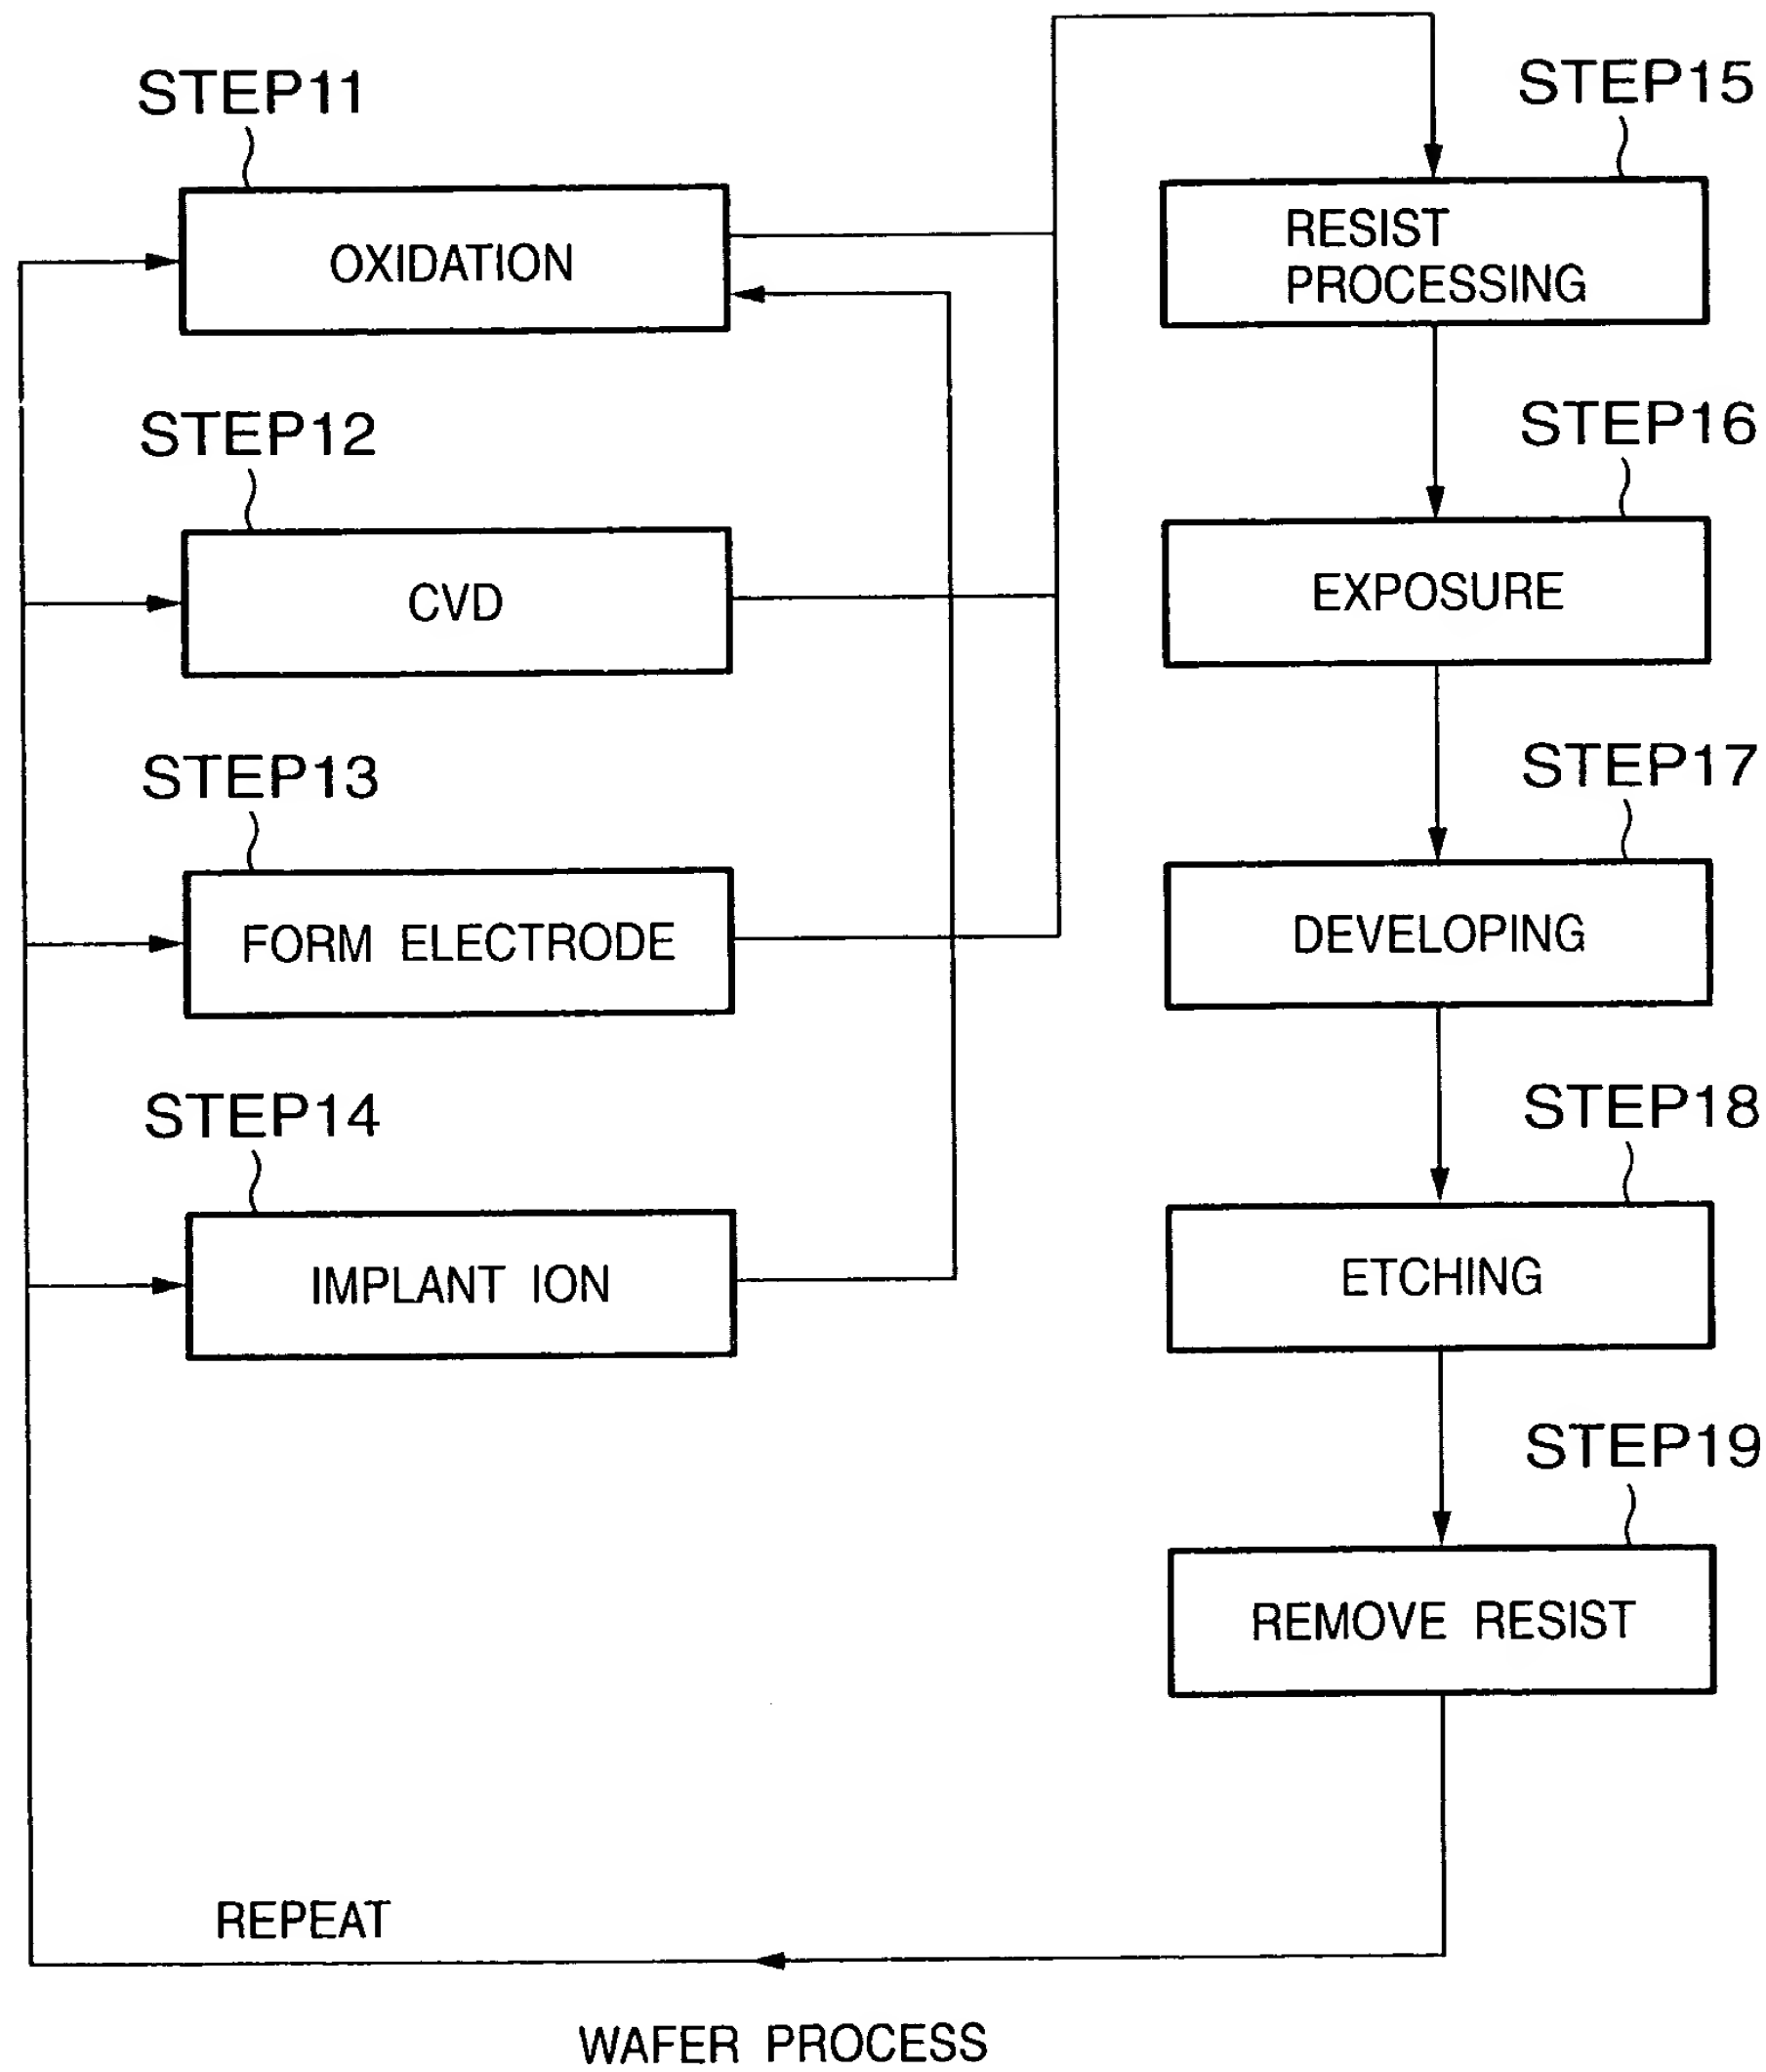 STEP11
OXIDATION
STEP12
CVD
STEP13
FORM ELECTRODE
STEP14
IMPLANT ION
STEP15
RESIST
PROCESSING
STEP16
EXPOSURE
STEP17
DEVELOPING
STEP18
ETCHING
STEP19
REMOVE RESIST
REPEAT
WAFER PROCESS